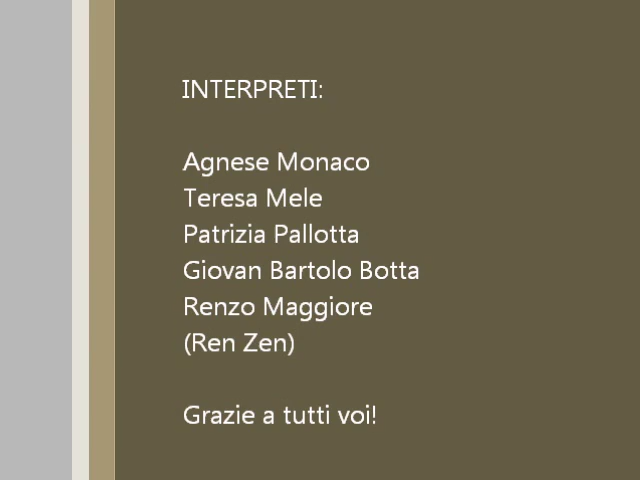 INTERPRETI:
Agnese Monaco
Teresa Mele
Patrizia Pallotta
Giovan Bartolo Botta
Renzo Maggiore
(Ren Zen)
Grazie a tutti voi!